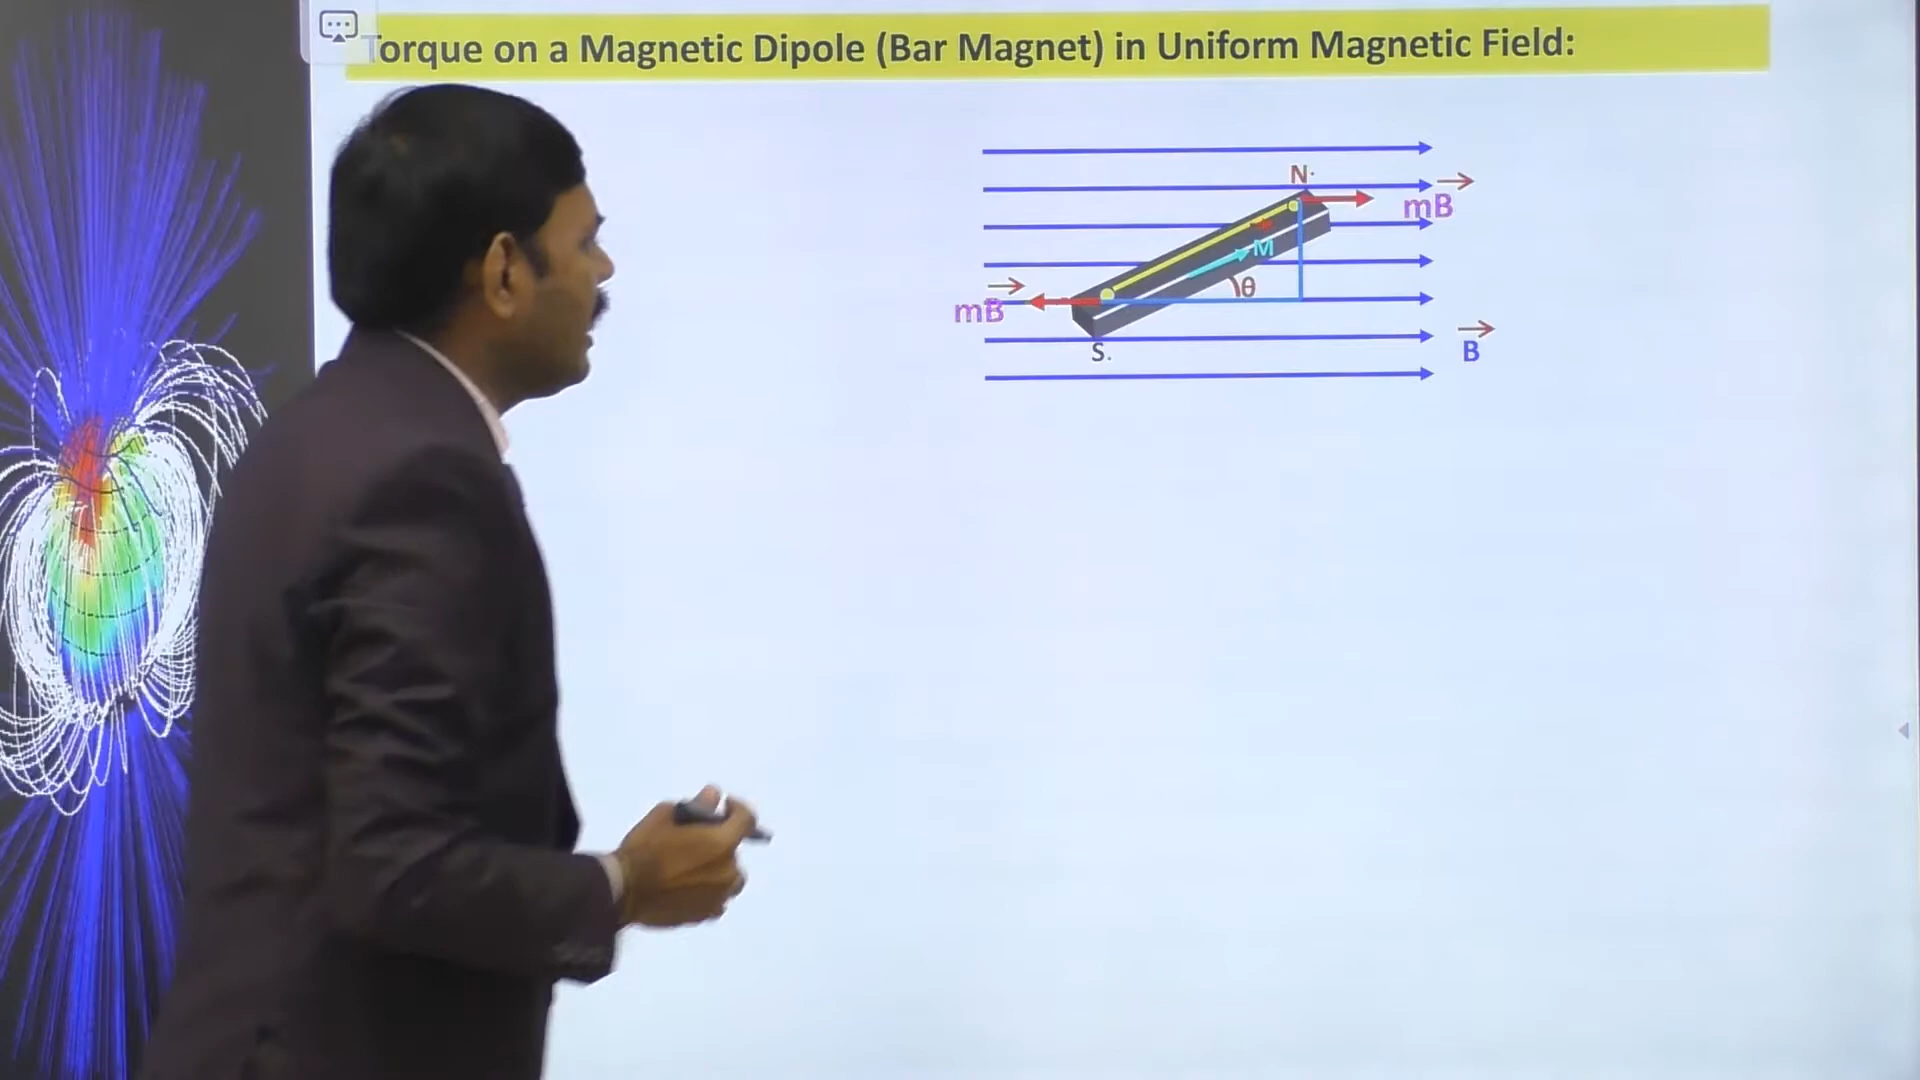 Torque on a Magnetic Dipole (Bar Magnet) in Uniform Magnetic Field:
N
mB
M
θ
mB
S.
B